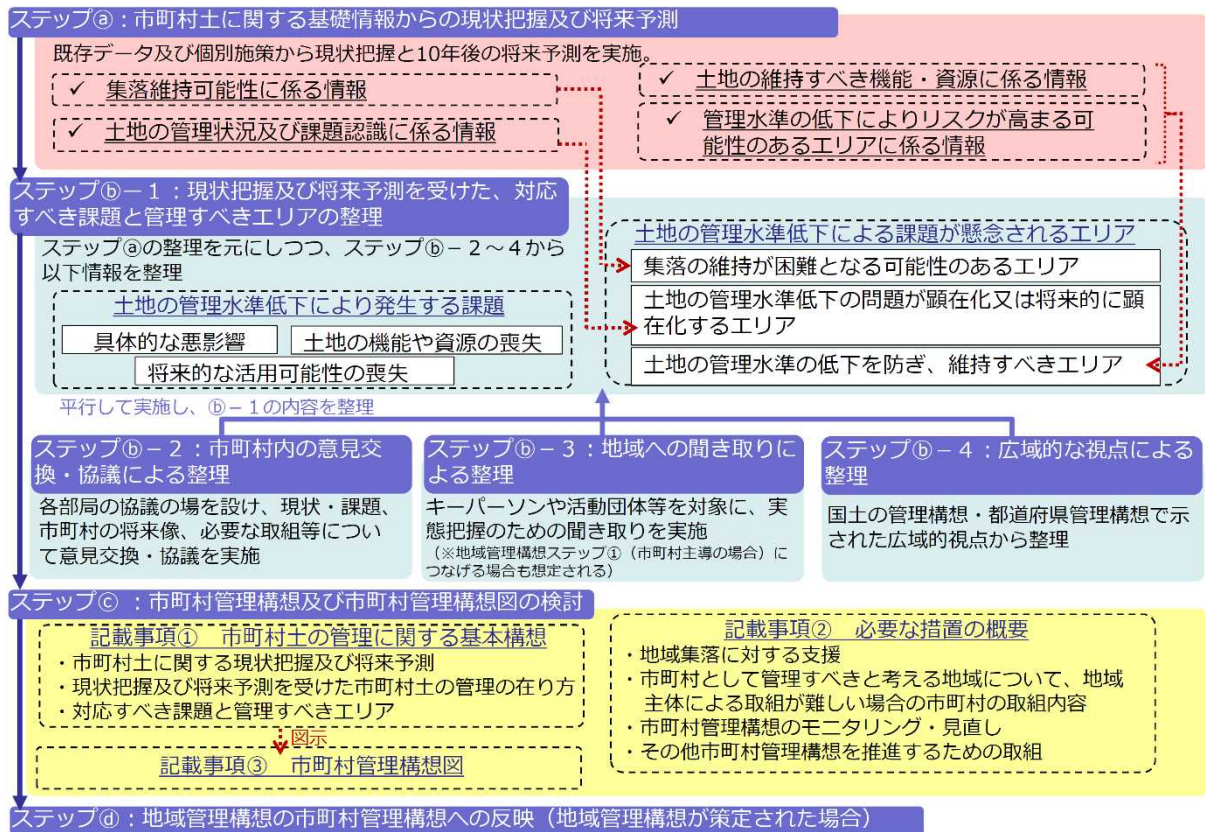 ステップⓐ：市町村土に関する基礎情報からの現状把握及び将来予測
既存データ及び個別施策から現状把握と10年後の将来予測を実施。
✓ 集落維持可能性に係る情報
✓ 土地の管理状況及び課題認識に係る情報
✓ 土地の維持すべき機能・資源に係る情報
✓ 管理水準の低下によりリスクが高まる可
能性のあるエリアに係る情報
ステップⓑ－1：現状把握及び将来予測を受けた、対応
すべき課題と管理すべきエリアの整理
ステップⓐの整理を元にしつつ、ステップⓑ－2～4から
以下情報を整理
土地の管理水準低下により発生する課題
具体的な悪影響
土地の機能や資源の喪失
将来的な活用可能性の喪失
土地の管理水準低下による課題が懸念されるエリア
集落の維持が困難となる可能性のあるエリア
土地の管理水準低下の問題が顕在化又は将来的に顕
在化するエリア
土地の管理水準の低下を防ぎ、維持すべきエリア
平行して実施し、ⓑ－1の内容を整理
ステップⓑ－2：市町村内の意見交
換・協議による整理
各部局の協議の場を設け、現状・課題、
市町村の将来像、必要な取組等につい
て意見交換・協議を実施
ステップⓑ－3：地域への聞き取りに
よる整理
キーパーソンや活動団体等を対象に、実
態把握のための聞き取りを実施
（※地域管理構想ステップ①（市町村主導の場合）に
つなげる場合も想定される）
ステップⓑ－4：広域的な視点による
整理
国土の管理構想・都道府県管理構想で示
された広域的視点から整理
ステップⓒ：市町村管理構想及び市町村管理構想図の検討
記載事項① 市町村土の管理に関する基本構想
・市町村土に関する現状把握及び将来予測
・現状把握及び将来予測を受けた市町村土の管理の在り方
・対応すべき課題と管理すべきエリア
図示
記載事項③ 市町村管理構想図
記載事項② 必要な措置の概要
・地域集落に対する支援
・市町村として管理すべきと考える地域について、地域
主体による取組が難しい場合の市町村の取組内容
・市町村管理構想のモニタリング・見直し
・その他市町村管理構想を推進するための取組
ステップⓓ：地域管理構想の市町村管理構想への反映（地域管理構想が策定された場合）